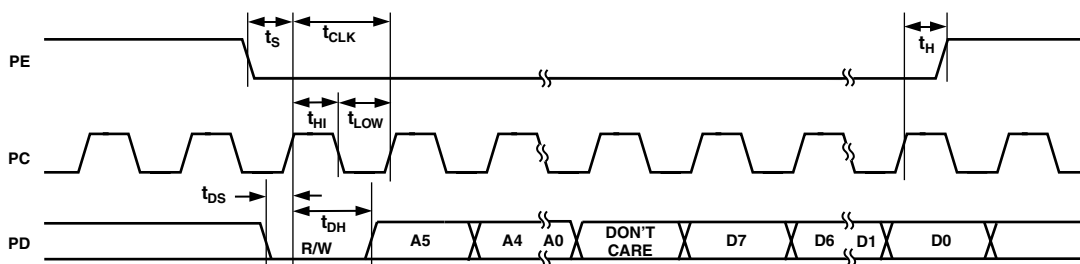 tS tCLK tH
PE
tHI tLOW
PC
tDS
tDH
PD R/W A5 A4 A0 DON'T CARE D7 D6 D1 D0